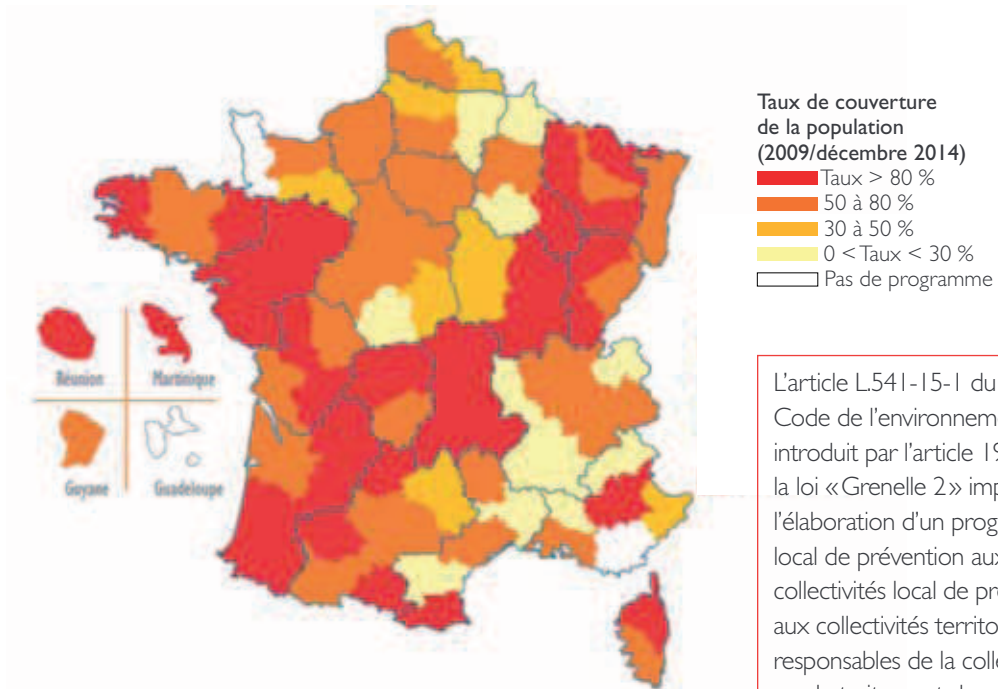 Taux de couverture
de la population
(2009/décembre 2014)
Taux > 80 %
50 à 80 %
30 à 50 %
0 < Taux < 30 %
Pas de programme
Réunion
Martinique
Guyane
Guadeloupe
L'article L.541-15-1 du
Code de l'environneme
introduit par l'article 19
la loi « Grenelle 2 » imp
l'élaboration d'un prog
local de prévention aux
collectivités local de pr
aux collectivités territo
responsables de la colle